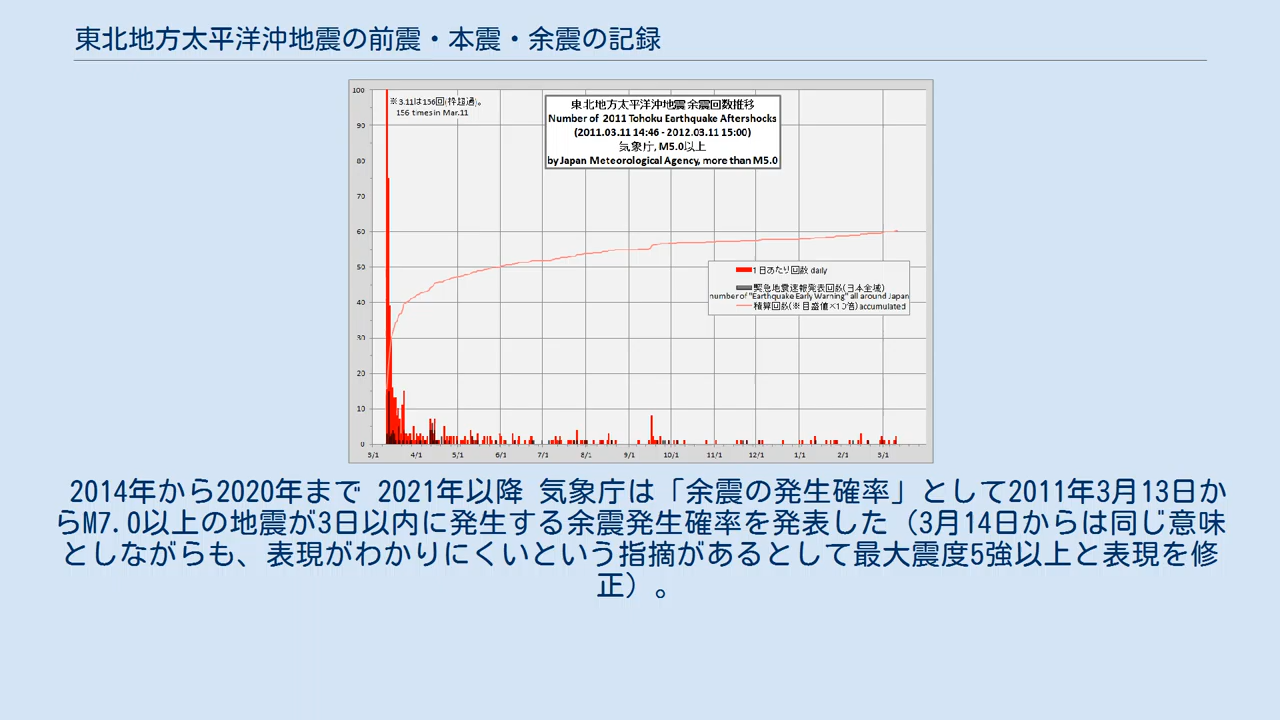 東北地方太平洋沖地震の前震・本震・余震の記録
※3.11は156回(枠超過)。
156 times in Mar.11
東北地方太平洋沖地震 余震回数推移
Number of 2011 Tohoku Earthquake Aftershocks
(2011.03.11 14:46 - 2012.03.11 15:00)
気象庁, M5.0以上
by Japan Meteorological Agency, more than M5.0
100
90
80
70
60
50
40
30
20
10
0
1日あたり回数 daily
緊急地震速報発表回数(日本全域)
number of "Earthquake Early Warning" all around Japan
積算回数(※目盛値×10倍) accumulated
3/1 4/1 5/1 6/1 7/1 8/1 9/1 10/1 11/1 12/1 1/1 2/1 3/1
2014年から2020年まで 2021年以降 気象庁は「余震の発生確率」として2011年3月13日か
らM7.0以上の地震が3日以内に発生する余震発生確率を発表した（3月14日からは同じ意味
としながらも、表現がわかりにくいという指摘があるとして最大震度5強以上と表現を修
正）。